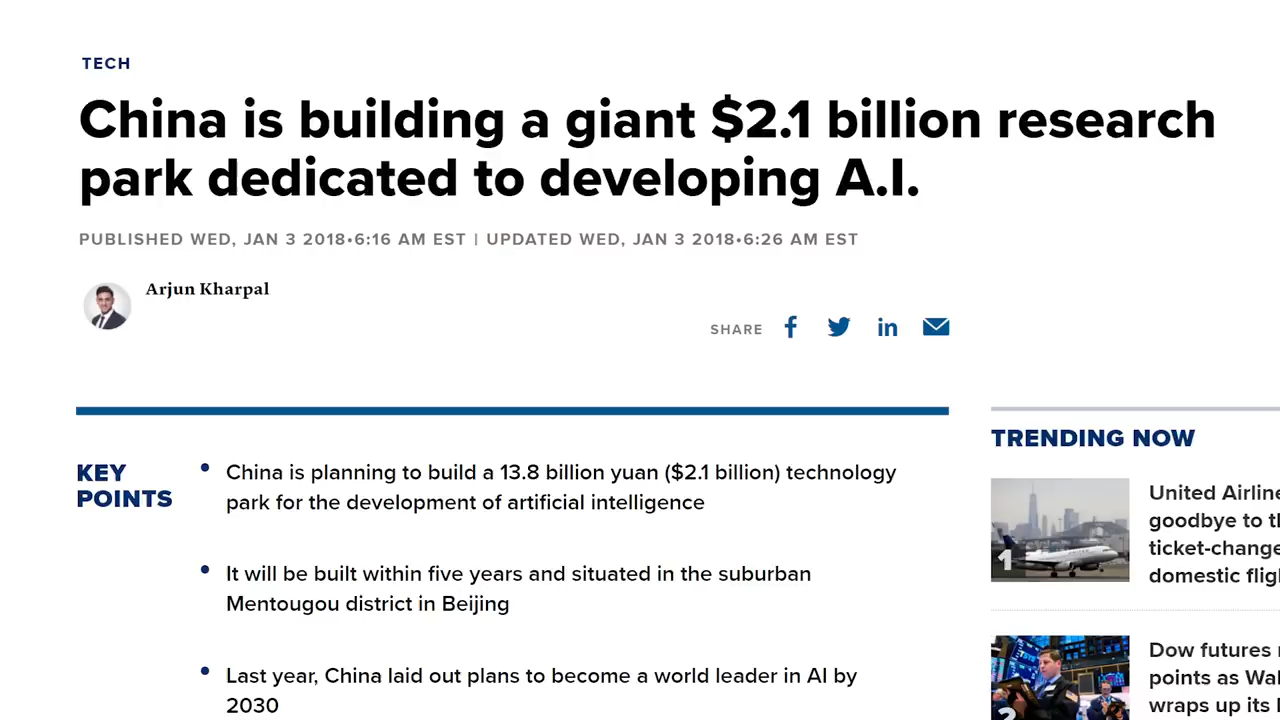 TECH
China is building a giant $2.1 billion research
park dedicated to developing A.I.
PUBLISHED WED, JAN 3 2018•6:16 AM EST | UPDATED WED, JAN 3 2018•6:26 AM EST
Arjun Kharpal
SHARE
KEY
POINTS
• China is planning to build a 13.8 billion yuan ($2.1 billion) technology
park for the development of artificial intelligence
• It will be built within five years and situated in the suburban
Mentougou district in Beijing
• Last year, China laid out plans to become a world leader in AI by
2030
TRENDING NOW
1
United Airline
goodbye to
ticket-change
domestic
2
Dow futures
points as
wraps up its